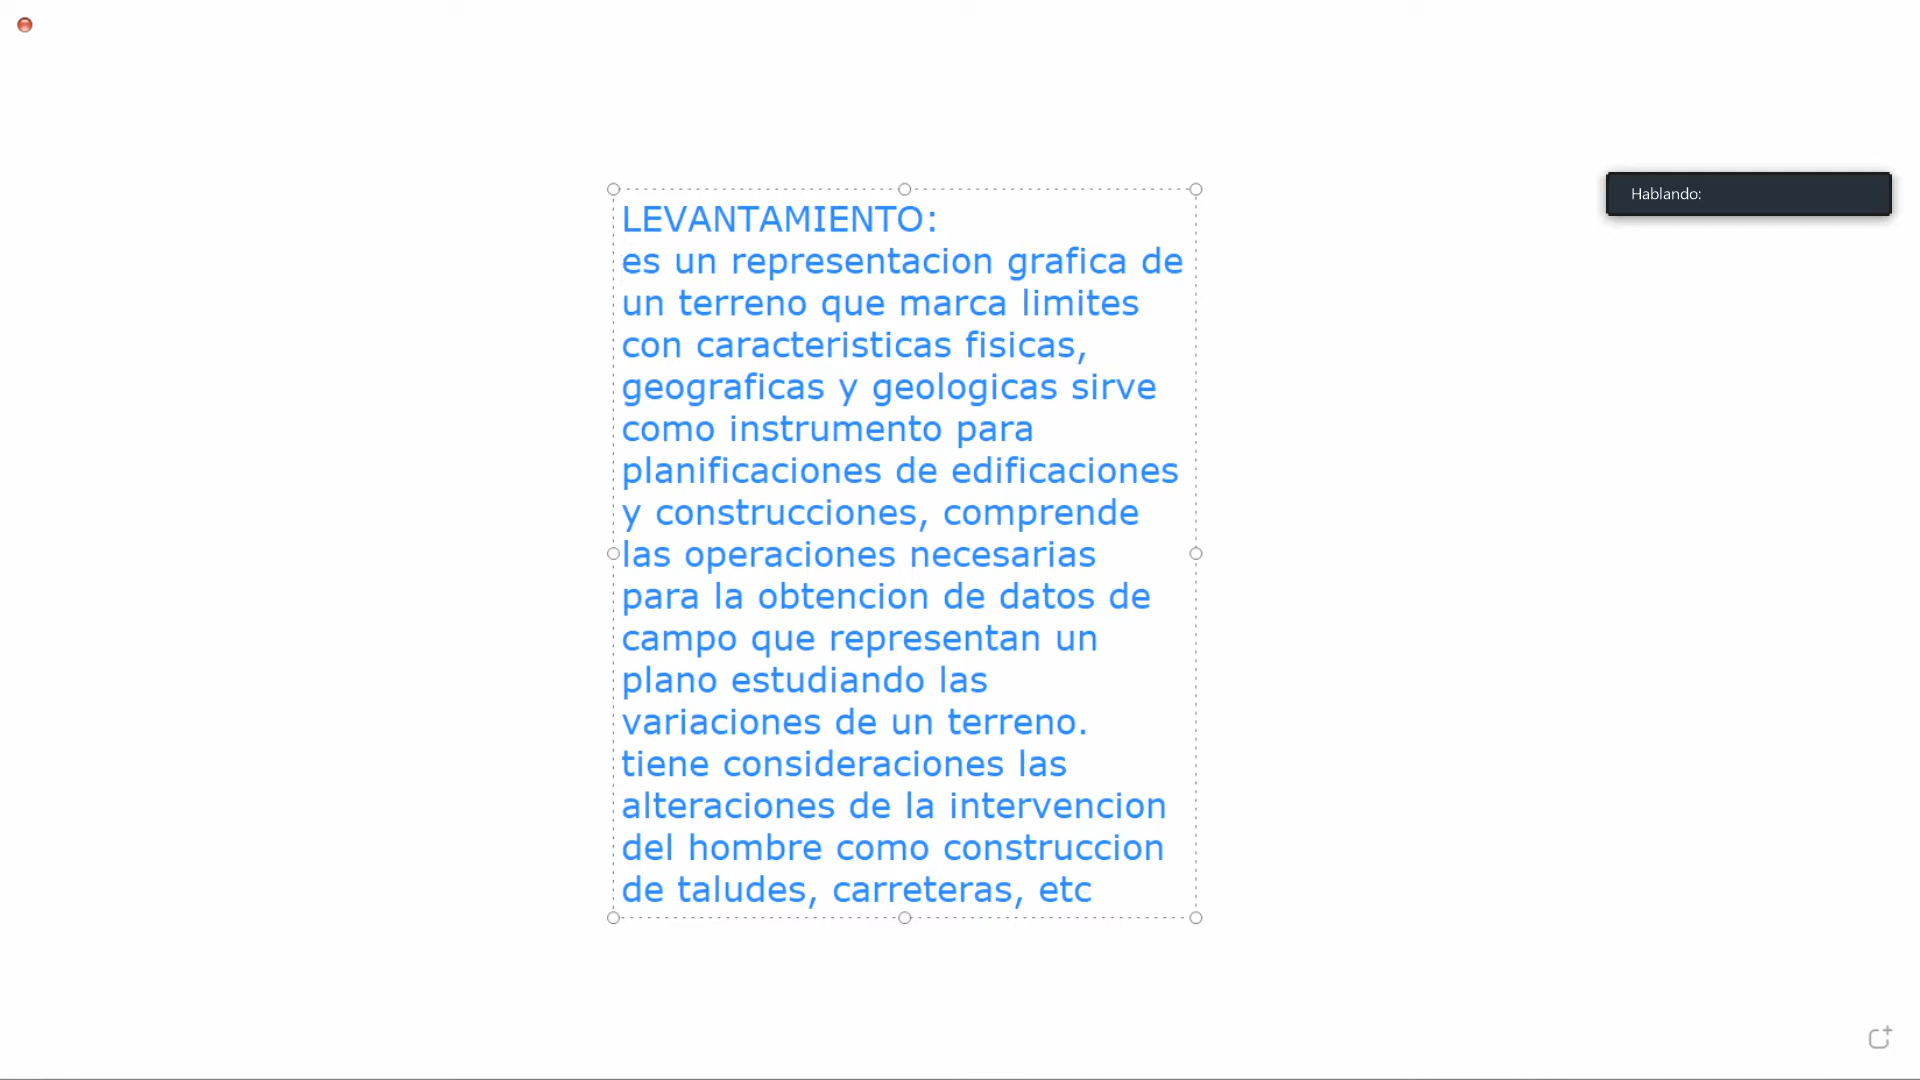 LEVANTAMIENTO:
es un representacion grafica de
un terreno que marca limites
con caracteristicas fisicas,
geograficas y geologicas sirve
como instrumento para
planificaciones de edificaciones
y construcciones, comprende
las operaciones necesarias
para la obtencion de datos de
campo que representan un
plano estudiando las
variaciones de un terreno.
tiene consideraciones las
alteraciones de la intervencion
del hombre como construccion
de taludes, carreteras, etc
Hablando: